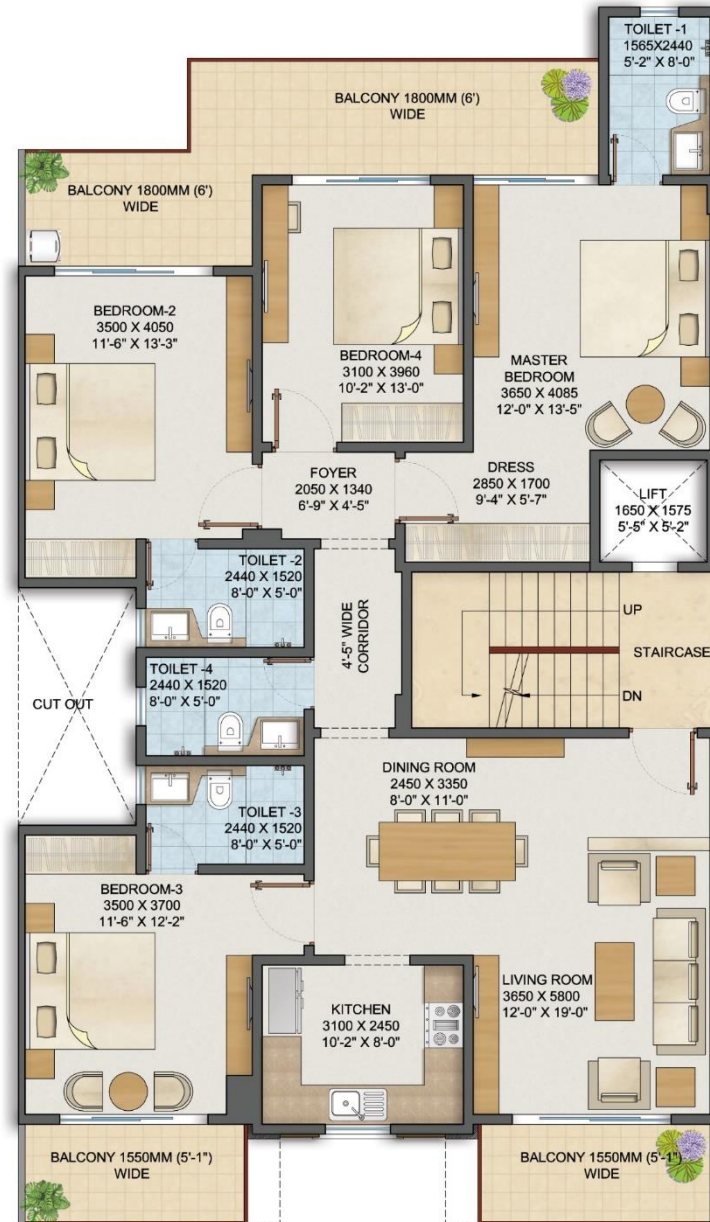 TOILET -1
1565X2440
5'-2" X 8'-0"
BALCONY 1800MM (6')
WIDE
BALCONY 1800MM (6')
WIDE
BEDROOM-2
3500 X 4050
11'-6" X 13'-3"
BEDROOM-4
3100 X 3960
10'-2" X 13'-0"
MASTER
BEDROOM
3650 X 4085
12'-0" X 13'-5"
FOYER
2050 X 1340
6'-9" X 4'-5"
DRESS
2850 X 1700
9'-4" X 5'-7"
LIFT
1650 X 1575
5'-5" X 5'-2"
TOILET -2
2440 X 1520
8'-0" X 5'-0"
4'-5" WIDE
CORRIDOR
UP
STAIRCASE
DN
TOILET -4
2440 X 1520
8'-0" X 5'-0"
CUT OUT
DINING ROOM
2450 X 3350
8'-0" X 11'-0"
TOILET -3
2440 X 1520
8'-0" X 5'-0"
BEDROOM-3
3500 X 3700
11'-6" X 12'-2"
KITCHEN
3100 X 2450
10'-2" X 8'-0"
LIVING ROOM
3650 X 5800
12'-0" X 19'-0"
BALCONY 1550MM (5'-1")
WIDE
BALCONY 1550MM (5'-1")
WIDE